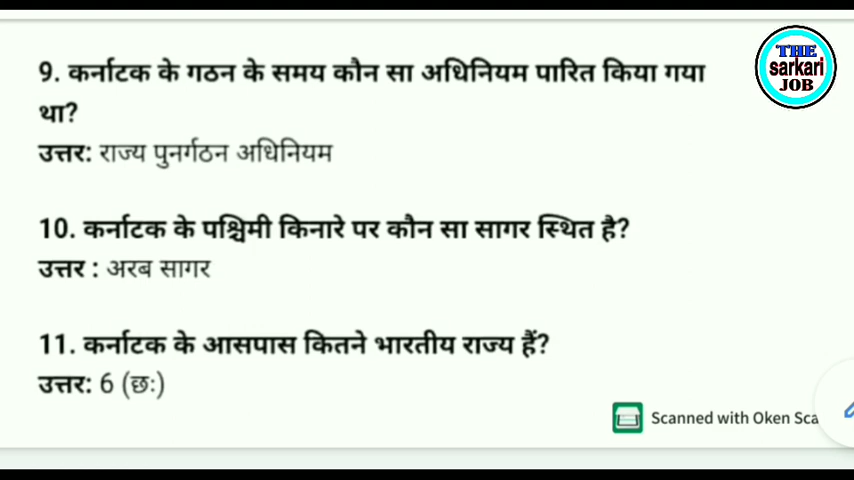 THE
sarkari
JOB
9. कर्नाटक के गठन के समय कौन सा अधिनियम पारित किया गया
था?
उत्तर: राज्य पुनर्गठन अधिनियम
10. कर्नाटक के पश्चिमी किनारे पर कौन सा सागर स्थित है?
उत्तर : अरब सागर
11. कर्नाटक के आसपास कितने भारतीय राज्य हैं?
उत्तर: 6 (छः)
Scanned with Oken Sca